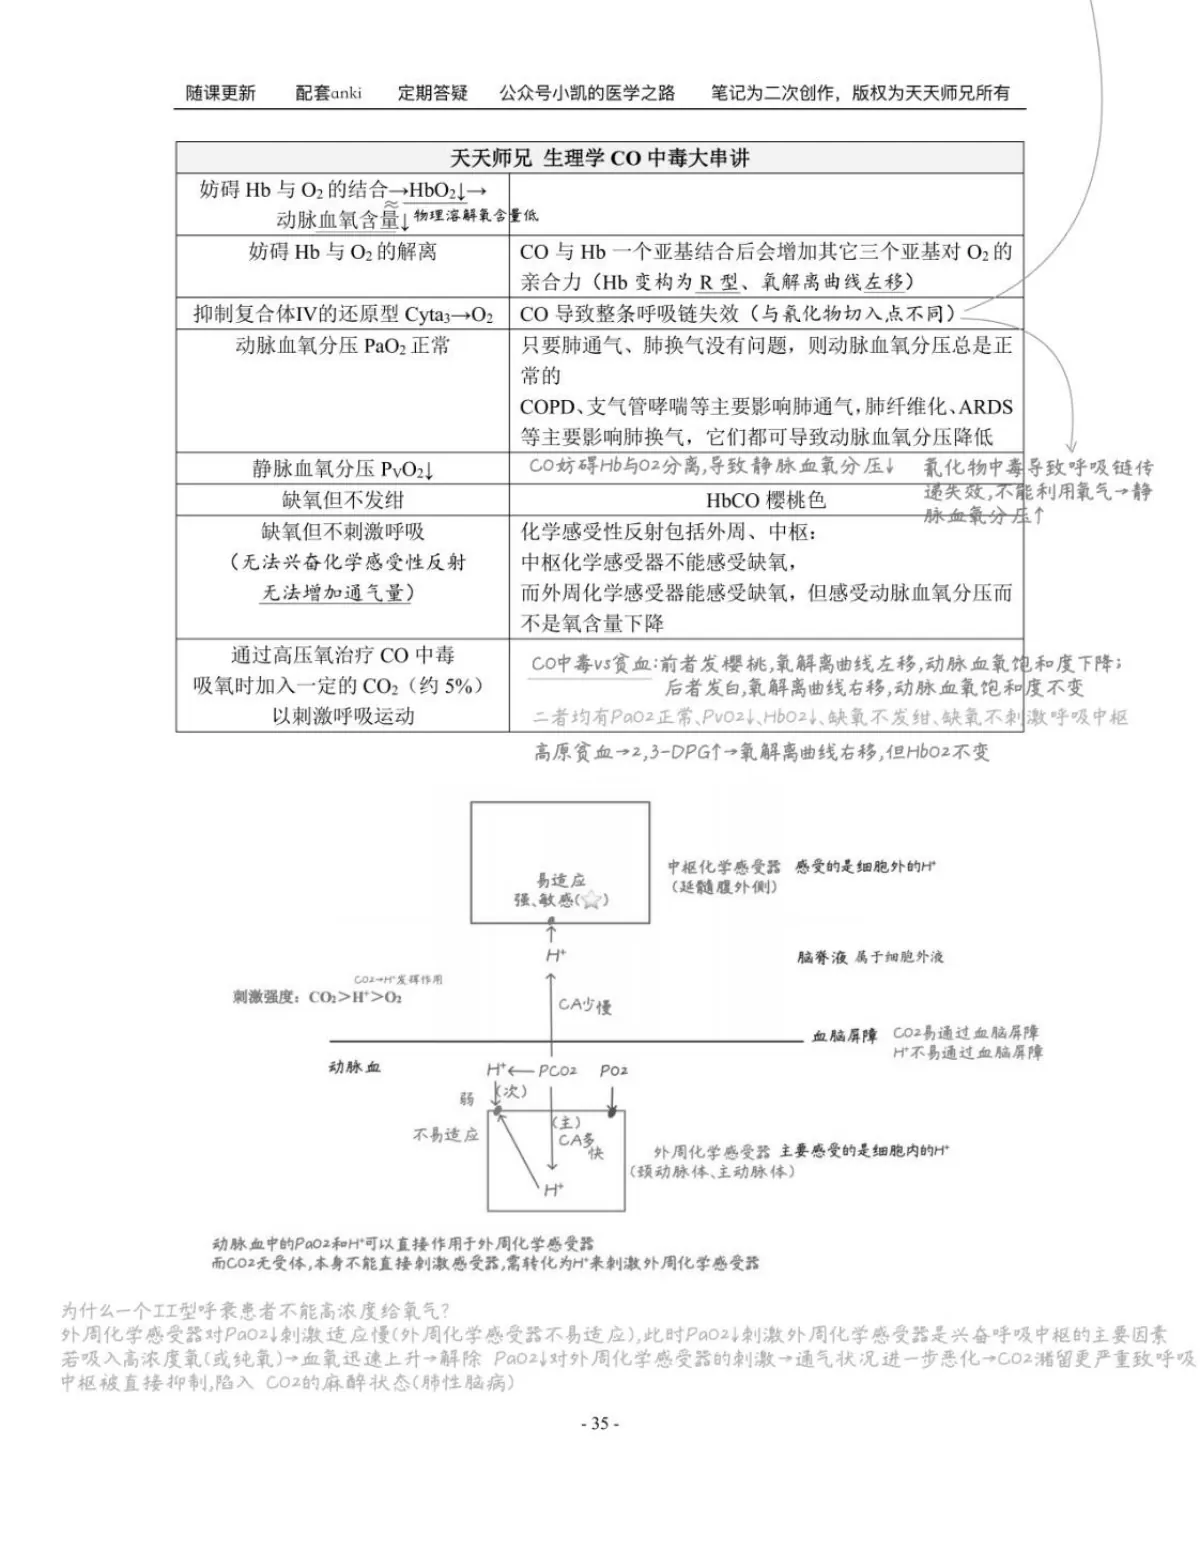 随课更新 配套anki 定期答疑 公众号小凯的医学之路 笔记为二次创作，版权为天天师兄所有
天天师兄 生理学 CO 中毒大串讲
妨碍 Hb 与 O₂ 的结合→HbO₂↓→
≈
动脉血氧含量↓ 物理溶解氧含量低
妨碍 Hb 与 O₂ 的解离
CO 与 Hb 一个亚基结合后会增加其它三个亚基对 O₂ 的
亲合力（Hb 变构为 R 型、氧解离曲线左移）
抑制复合体IV的还原型 Cyta₃→O₂
CO 导致整条呼吸链失效（与氰化物切入点不同）
动脉血氧分压 PaO₂ 正常
只要肺通气、肺换气没有问题，则动脉血氧分压总是正
常的
COPD、支气管哮喘等主要影响肺通气，肺纤维化、ARDS
等主要影响肺换气，它们都可导致动脉血氧分压降低
静脉血氧分压 PvO₂↓
CO妨碍Hb与O2分离,导致静脉血氧分压↓
氰化物中毒导致呼吸链传
递失效,不能利用氧气→静
脉血氧分压↑
缺氧但不发绀
HbCO 樱桃色
缺氧但不刺激呼吸
（无法兴奋化学感受性反射
无法增加通气量）
化学感受性反射包括外周、中枢：
中枢化学感受器不能感受缺氧，
而外周化学感受器能感受缺氧，但感受动脉血氧分压而
不是氧含量下降
通过高压氧治疗 CO 中毒
吸氧时加入一定的 CO₂（约 5%）
以刺激呼吸运动
CO中毒vs贫血:前者发樱桃,氧解离曲线左移,动脉血氧饱和度下降;
后者发白,氧解离曲线右移,动脉血氧饱和度不变
二者均有PaO2正常、PvO2↓、HbO2↓、缺氧不发绀、缺氧不刺激呼吸中枢
高原贫血→2,3-DPG↑→氧解离曲线右移,但HbO2不变
易适应
强、敏感(☆)
中枢化学感受器 感受的是细胞外的H⁺
(延髓腹外侧)
H⁺
脑脊液 属于细胞外液
CO2→H⁺发挥作用
刺激强度：CO₂＞H⁺＞O₂
CA少慢
血脑屏障 CO2易通过血脑屏障
H⁺不易通过血脑屏障
动脉血
H⁺←PCO2 PO2
弱
(次)
不易适应
(主)
CA多
快
外周化学感受器 主要感受的是细胞内的H⁺
(颈动脉体、主动脉体)
H⁺
动脉血中的PaO2和H⁺可以直接作用于外周化学感受器
而CO2无受体,本身不能直接刺激感受器,需转化为H⁺来刺激外周化学感受器
为什么一个II型呼衰患者不能高浓度给氧气?
外周化学感受器对PaO2↓刺激适应慢(外周化学感受器不易适应),此时PaO2↓刺激外周化学感受器是兴奋呼吸中枢的主要因素
若吸入高浓度氧(或纯氧)→血氧迅速上升→解除 PaO2↓对外周化学感受器的刺激→通气状况进一步恶化→CO2潴留更严重致呼吸
中枢被直接抑制,陷入 CO2的麻醉状态(肺性脑病)
- 35 -